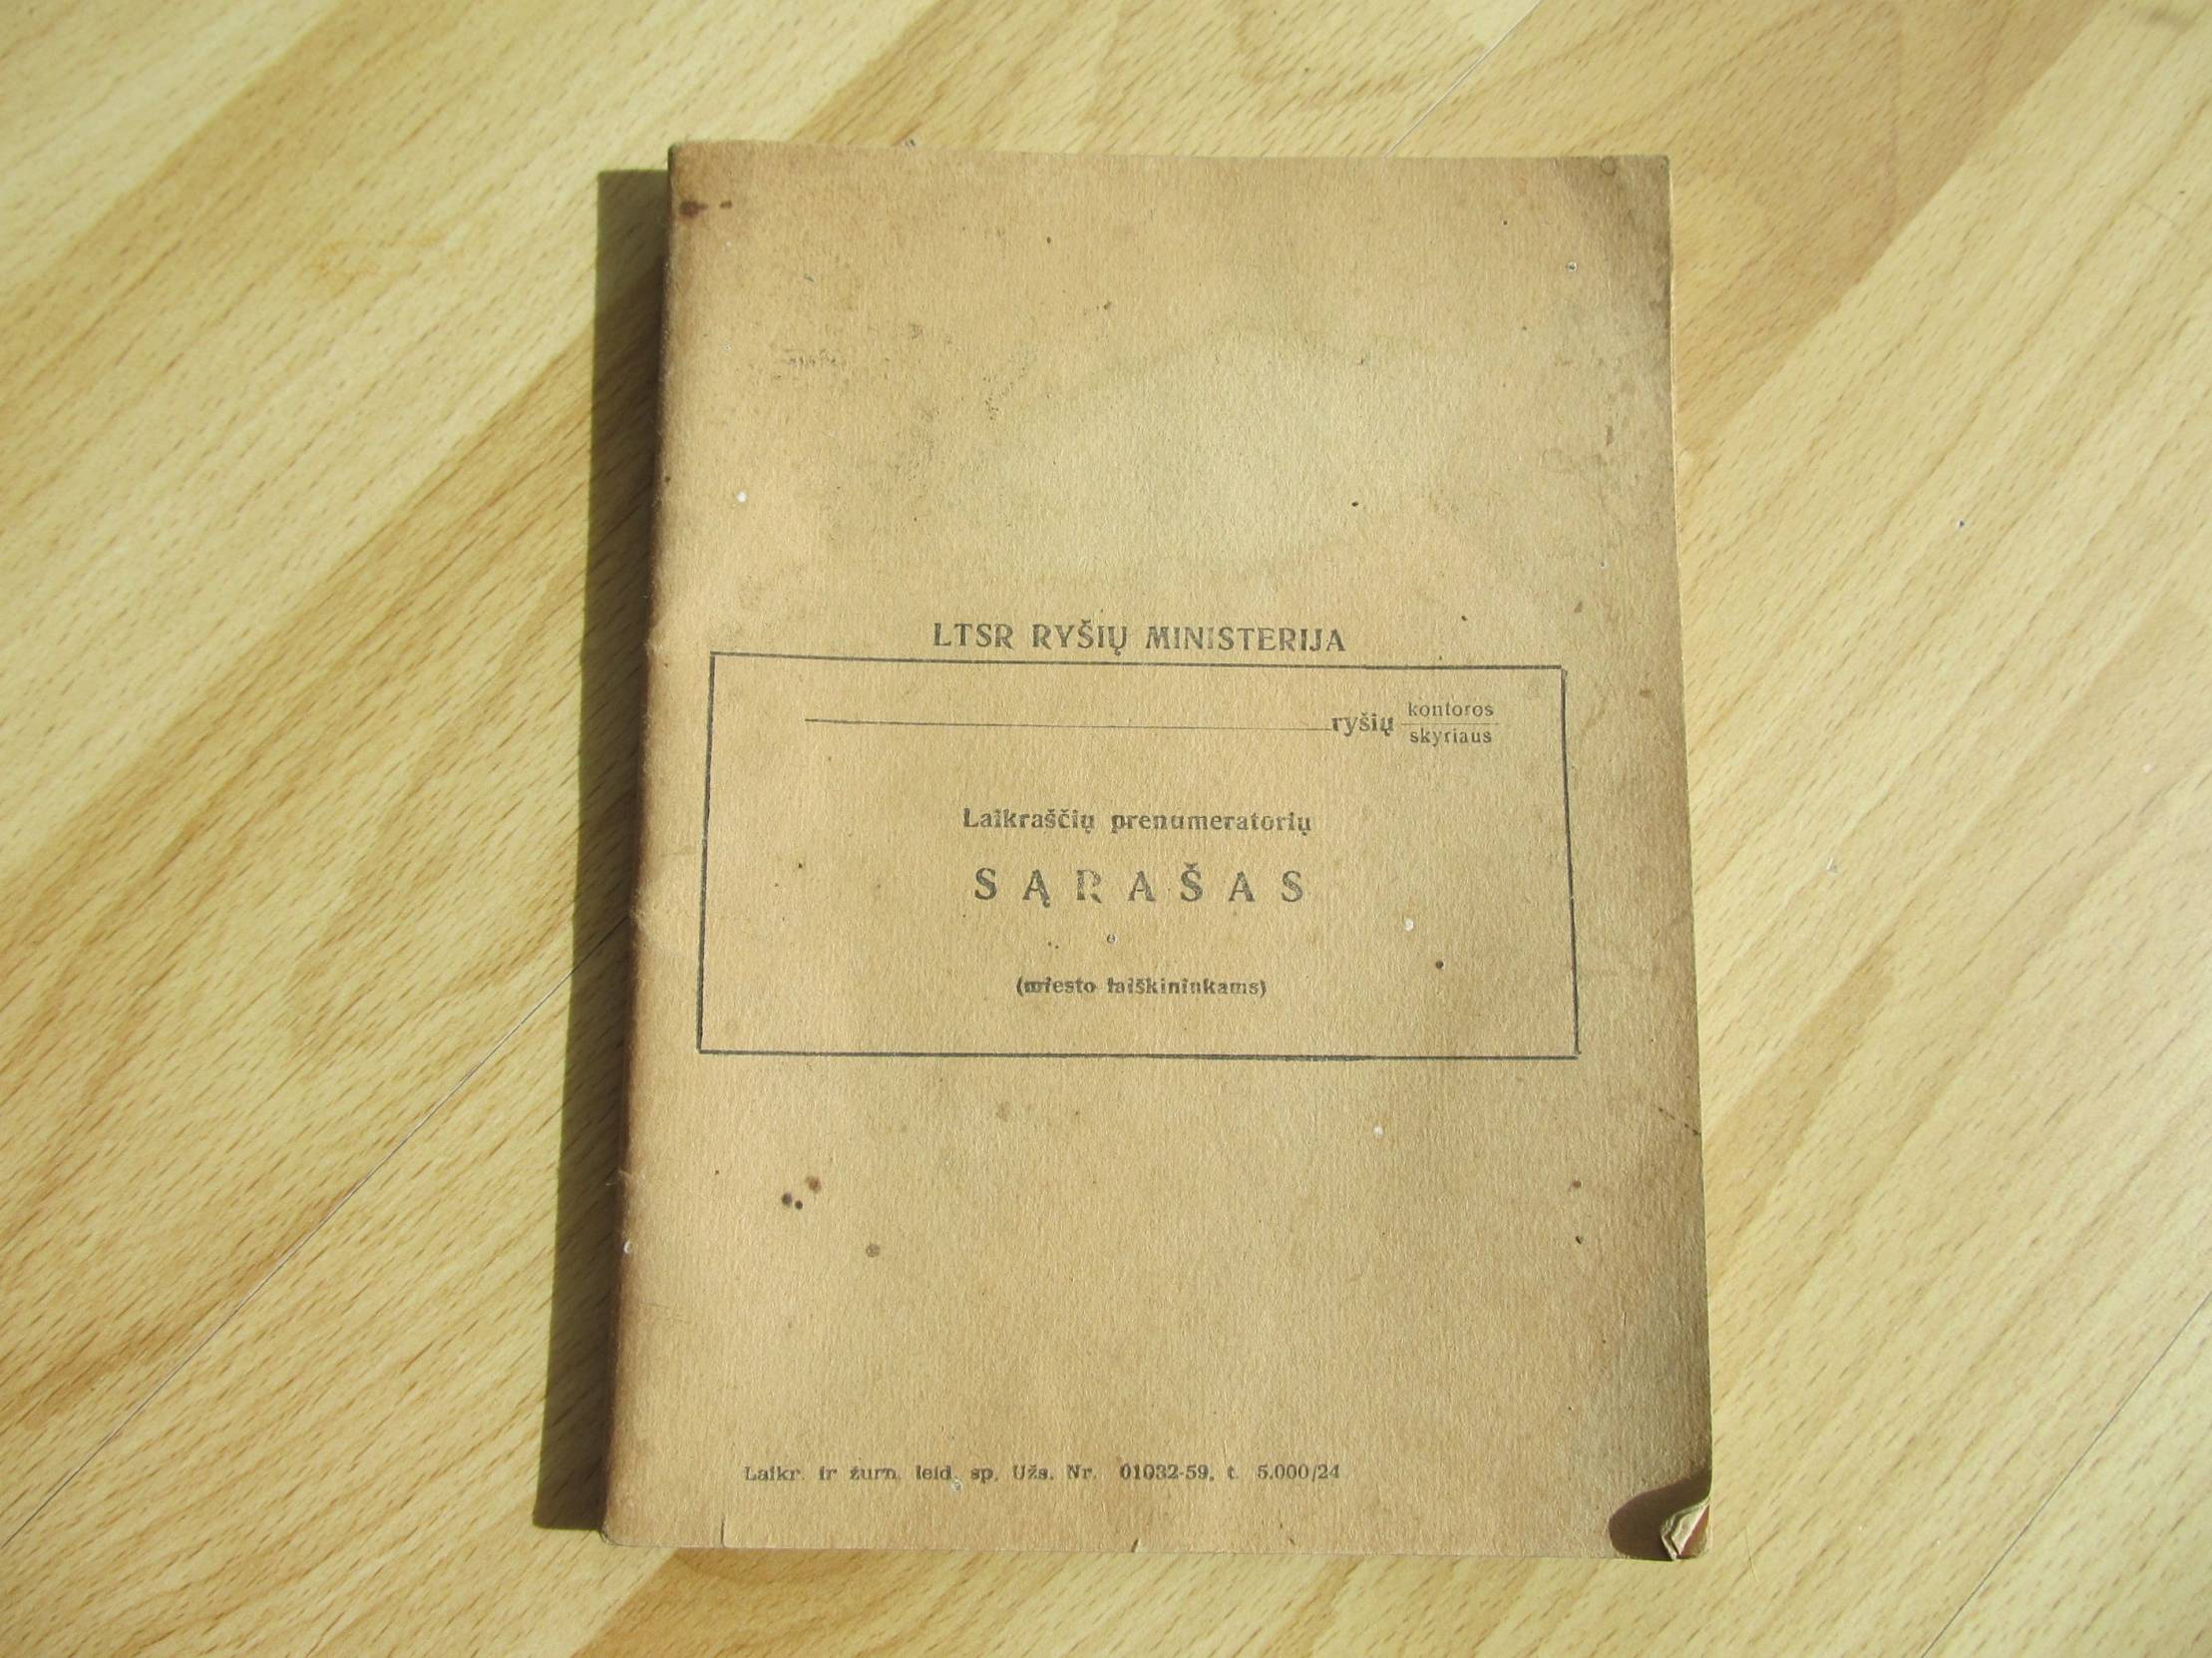 LTSR RYŠIŲ MINISTERIJA
ryšių kontoros
skyriaus
Laikraščių prenumeratorių
SĄRAŠAS
(miesto laiškininkams)
Laikr. ir žurn. leid. sp. Užs. Nr. 01032-59, t. 5.000/24